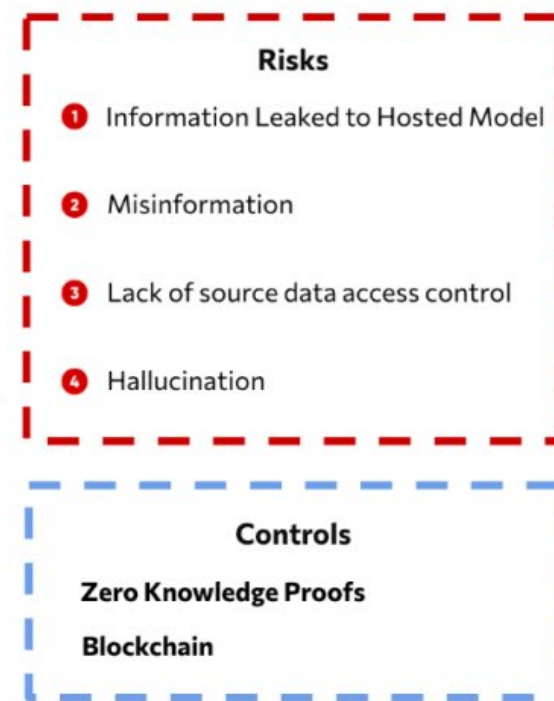 Risks
1 Information Leaked to Hosted Model
2 Misinformation
3 Lack of source data access control
4 Hallucination
Controls
Zero Knowledge Proofs
Blockchain